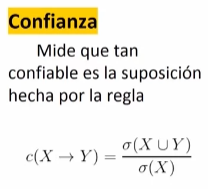 Confianza
Mide que tan
confiable es la suposición
hecha por la regla
c(X → Y) = σ(X ∪ Y) / σ(X)